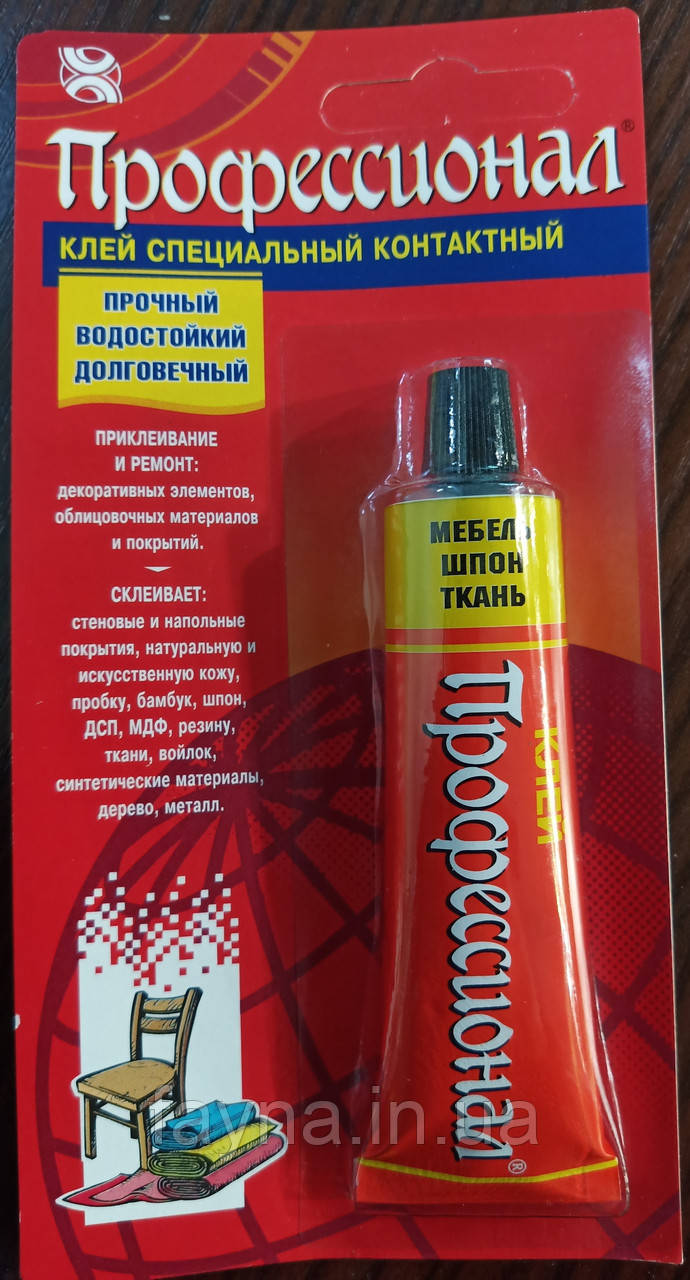 Профессионал®
КЛЕЙ СПЕЦИАЛЬНЫЙ КОНТАКТНЫЙ
ПРОЧНЫЙ
ВОДОСТОЙКИЙ
ДОЛГОВЕЧНЫЙ
ПРИКЛЕИВАНИЕ
И РЕМОНТ:
декоративных элементов,
облицовочных материалов
и покрытий.
СКЛЕИВАЕТ:
стеновые и напольные
покрытия, натуральную и
искусственную кожу,
пробку, бамбук, шпон,
ДСП, МДФ, резину,
ткани, войлок,
синтетические материалы,
дерево, металл.
МЕБЕЛЬ
ШПОН
ТКАНЬ
КЛЕЙ
Профессионал®
fayna.in.ua